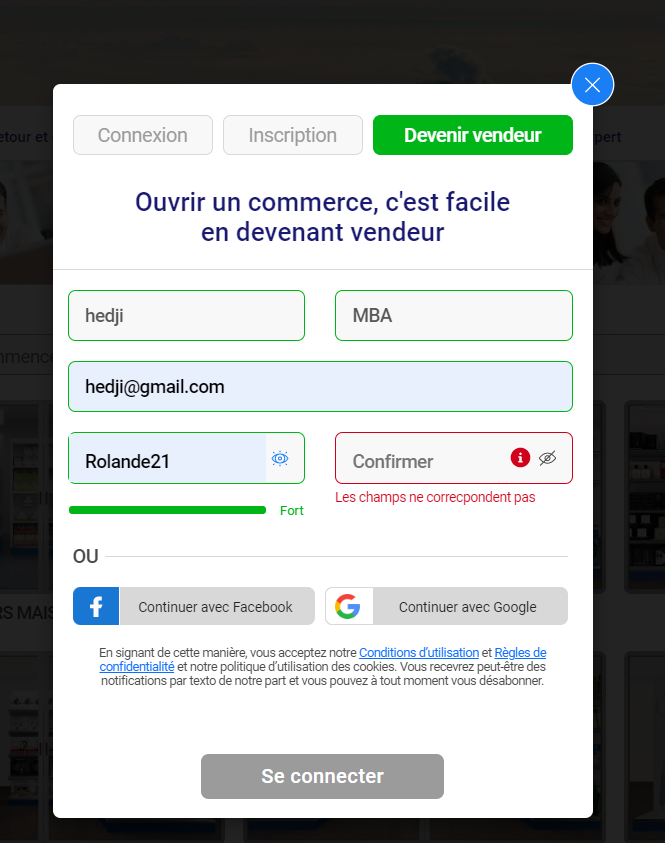 Connexion
Inscription
Devenir vendeur
etour et
pert
Ouvrir un commerce, c'est facile
en devenant vendeur
hedji
MBA
mmence
hedji@gmail.com
Rolande21
Confirmer
Fort
Les champs ne correcpondent pas
OU
Continuer avec Facebook
Continuer avec Google
RS MAIS
En signant de cette manière, vous acceptez notre Conditions d'utilisation et Règles de
confidentialité et notre politique d'utilisation des cookies. Vous recevrez peut-être des
notifications par texto de notre part et vous pouvez à tout moment vous désabonner.
Se connecter